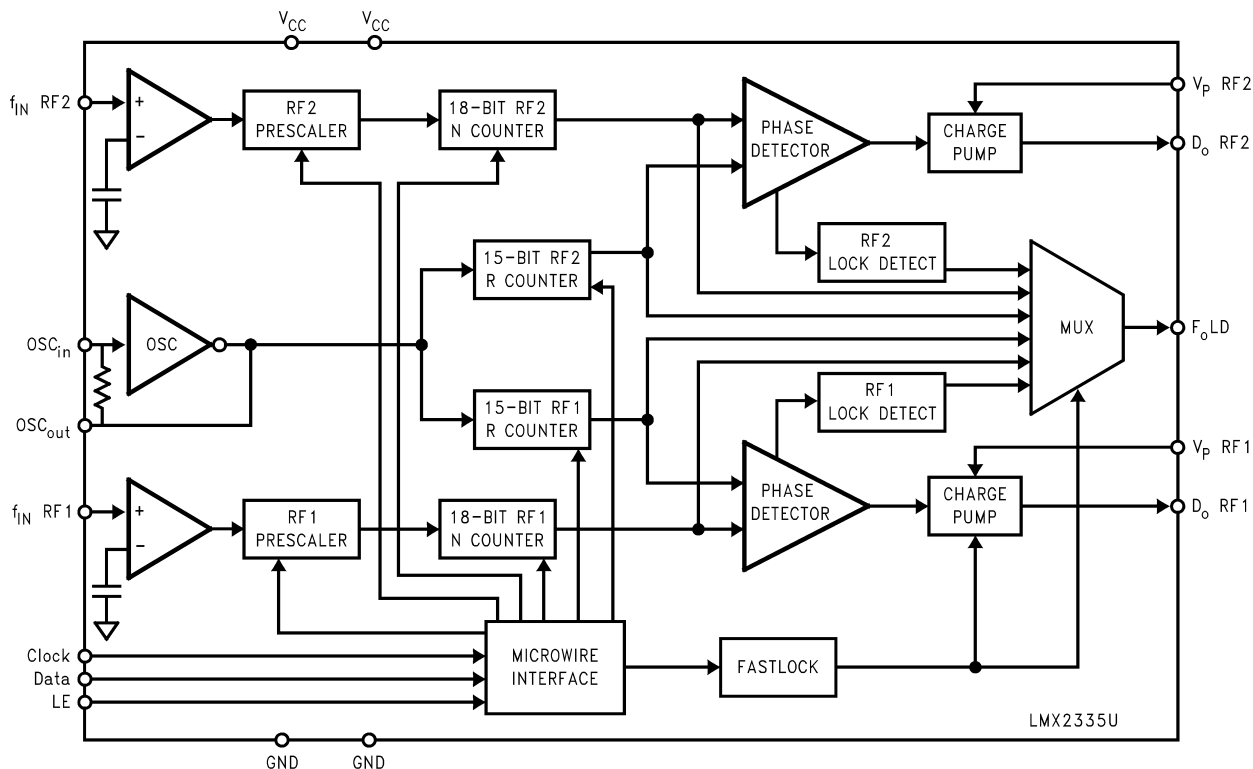 VCC
VCC
fIN RF2
+
−
RF2
PRESCALER
18-BIT RF2
N COUNTER
PHASE
DETECTOR
CHARGE
PUMP
VP RF2
Do RF2
RF2
LOCK DETECT
15-BIT RF2
R COUNTER
OSCin
OSC
MUX
FoLD
OSCout
15-BIT RF1
R COUNTER
RF1
LOCK DETECT
VP RF1
fIN RF1
+
−
RF1
PRESCALER
18-BIT RF1
N COUNTER
PHASE
DETECTOR
CHARGE
PUMP
Do RF1
Clock
Data
LE
MICROWIRE
INTERFACE
FASTLOCK
LMX2335U
GND
GND